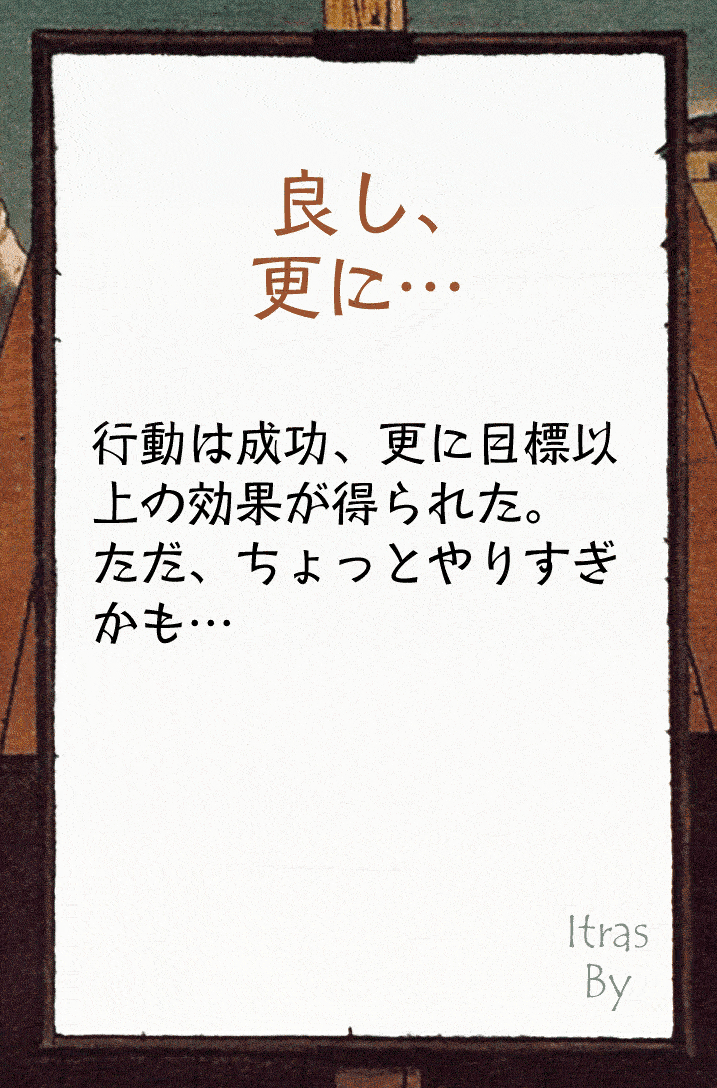 良し、
更に…
行動は成功、更に目標以
上の効果が得られた。
ただ、ちょっとやりすぎ
かも…
Itras
By